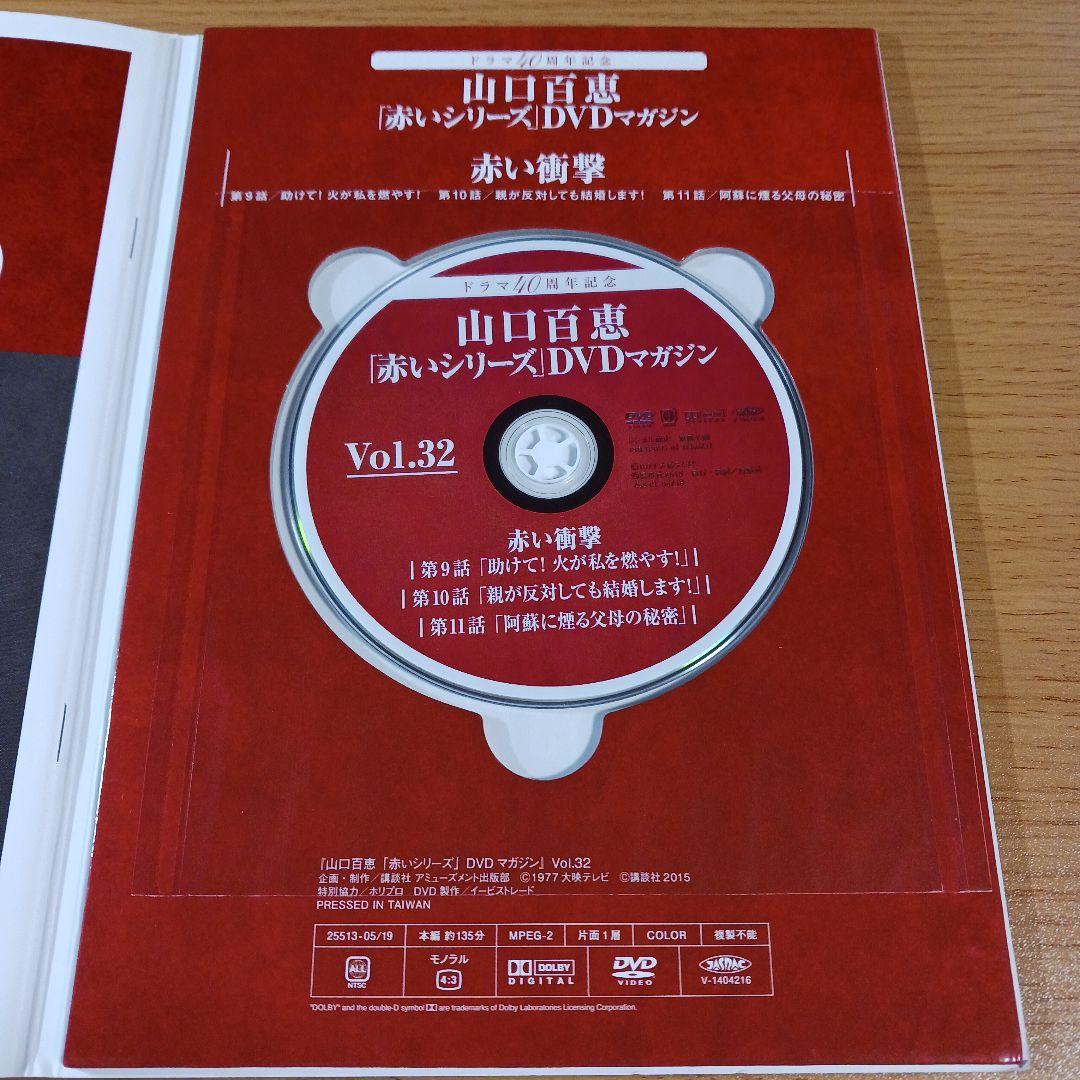 ドラマ40周年記念
山口百恵
「赤いシリーズ」DVDマガジン
赤い衝撃
第9話／助けて！火が私を燃やす！ 第10話／親が反対しても結婚します！ 第11話／阿蘇に煙る父母の秘密
ドラマ40周年記念
山口百恵
「赤いシリーズ」DVDマガジン
Vol.32
赤い衝撃
第9話「助けて！火が私を燃やす！」
第10話「親が反対しても結婚します！」
第11話「阿蘇に煙る父母の秘密」
『山口百恵「赤いシリーズ」DVD マガジン』 Vol.32
企画・制作／講談社 アミューズメント出版部 ©1977 大映テレビ ©講談社 2015
特別協力／ホリプロ DVD 製作／イービストレード
PRESSED IN TAIWAN
25513-05/19 本編 約135分 MPEG-2 片面1層 COLOR 複製不能
ALL NTSC モノラル 4:3 DOLBY DIGITAL DVD VIDEO JASRAC V-1404216
"DOLBY" and the double-D symbol are trademarks of Dolby Laboratories Licensing Corporation.